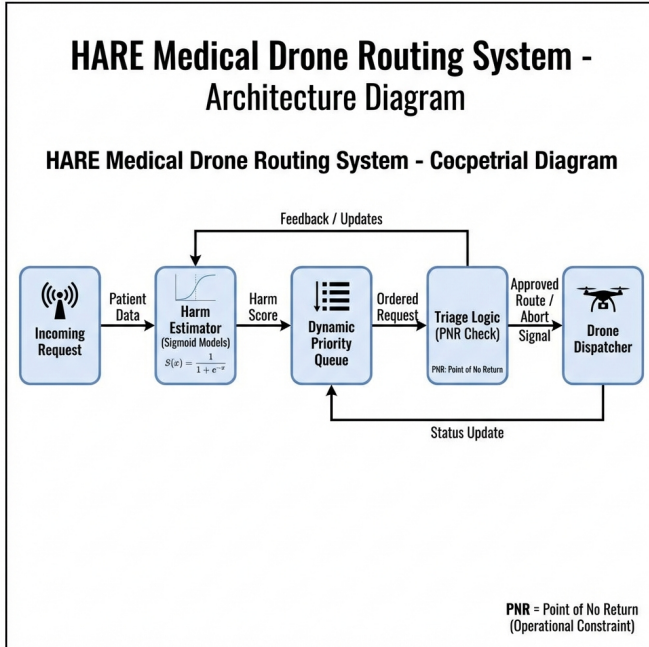 HARE Medical Drone Routing System -
Architecture Diagram
HARE Medical Drone Routing System - Cocpetrial Diagram
Feedback / Updates
Incoming
Request
Patient
Data
Harm
Estimator
(Sigmoid Models)
S(x) = 1 / (1 + e^{-x})
Harm
Score
Dynamic
Priority
Queue
Ordered
Request
Triage Logic
(PNR Check)
PNR: Point of No Return
Approved
Route /
Abort
Signal
Drone
Dispatcher
Status Update
PNR = Point of No Return
(Operational Constraint)